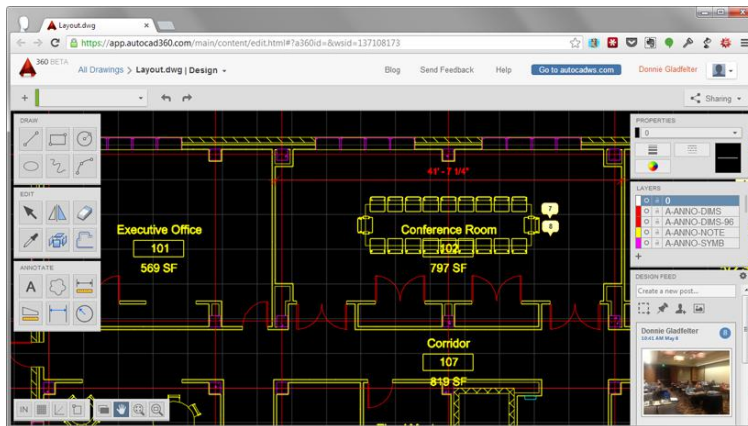 Layout.dwg
https://app.autocad360.com/main/content/edit.html#?a360id=&wsid=137108173
360 BETA
All Drawings > Layout.dwg | Design
Blog
Send Feedback
Help
Go to autocadws.com
Donnie Gladfelter
Sharing
DRAW
EDIT
ANNOTATE
A
IN
41' - 7 1/4"
Executive Office
101
569 SF
Conference Room
102
797 SF
7
8
Corridor
107
819 SF
PROPERTIES
0
LAYERS
0
A-ANNO-DIMS
A-ANNO-DIMS-96
A-ANNO-NOTE
A-ANNO-SYMB
DESIGN FEED
Create a new post...
Donnie Gladfelter
10:41 AM May 8
8